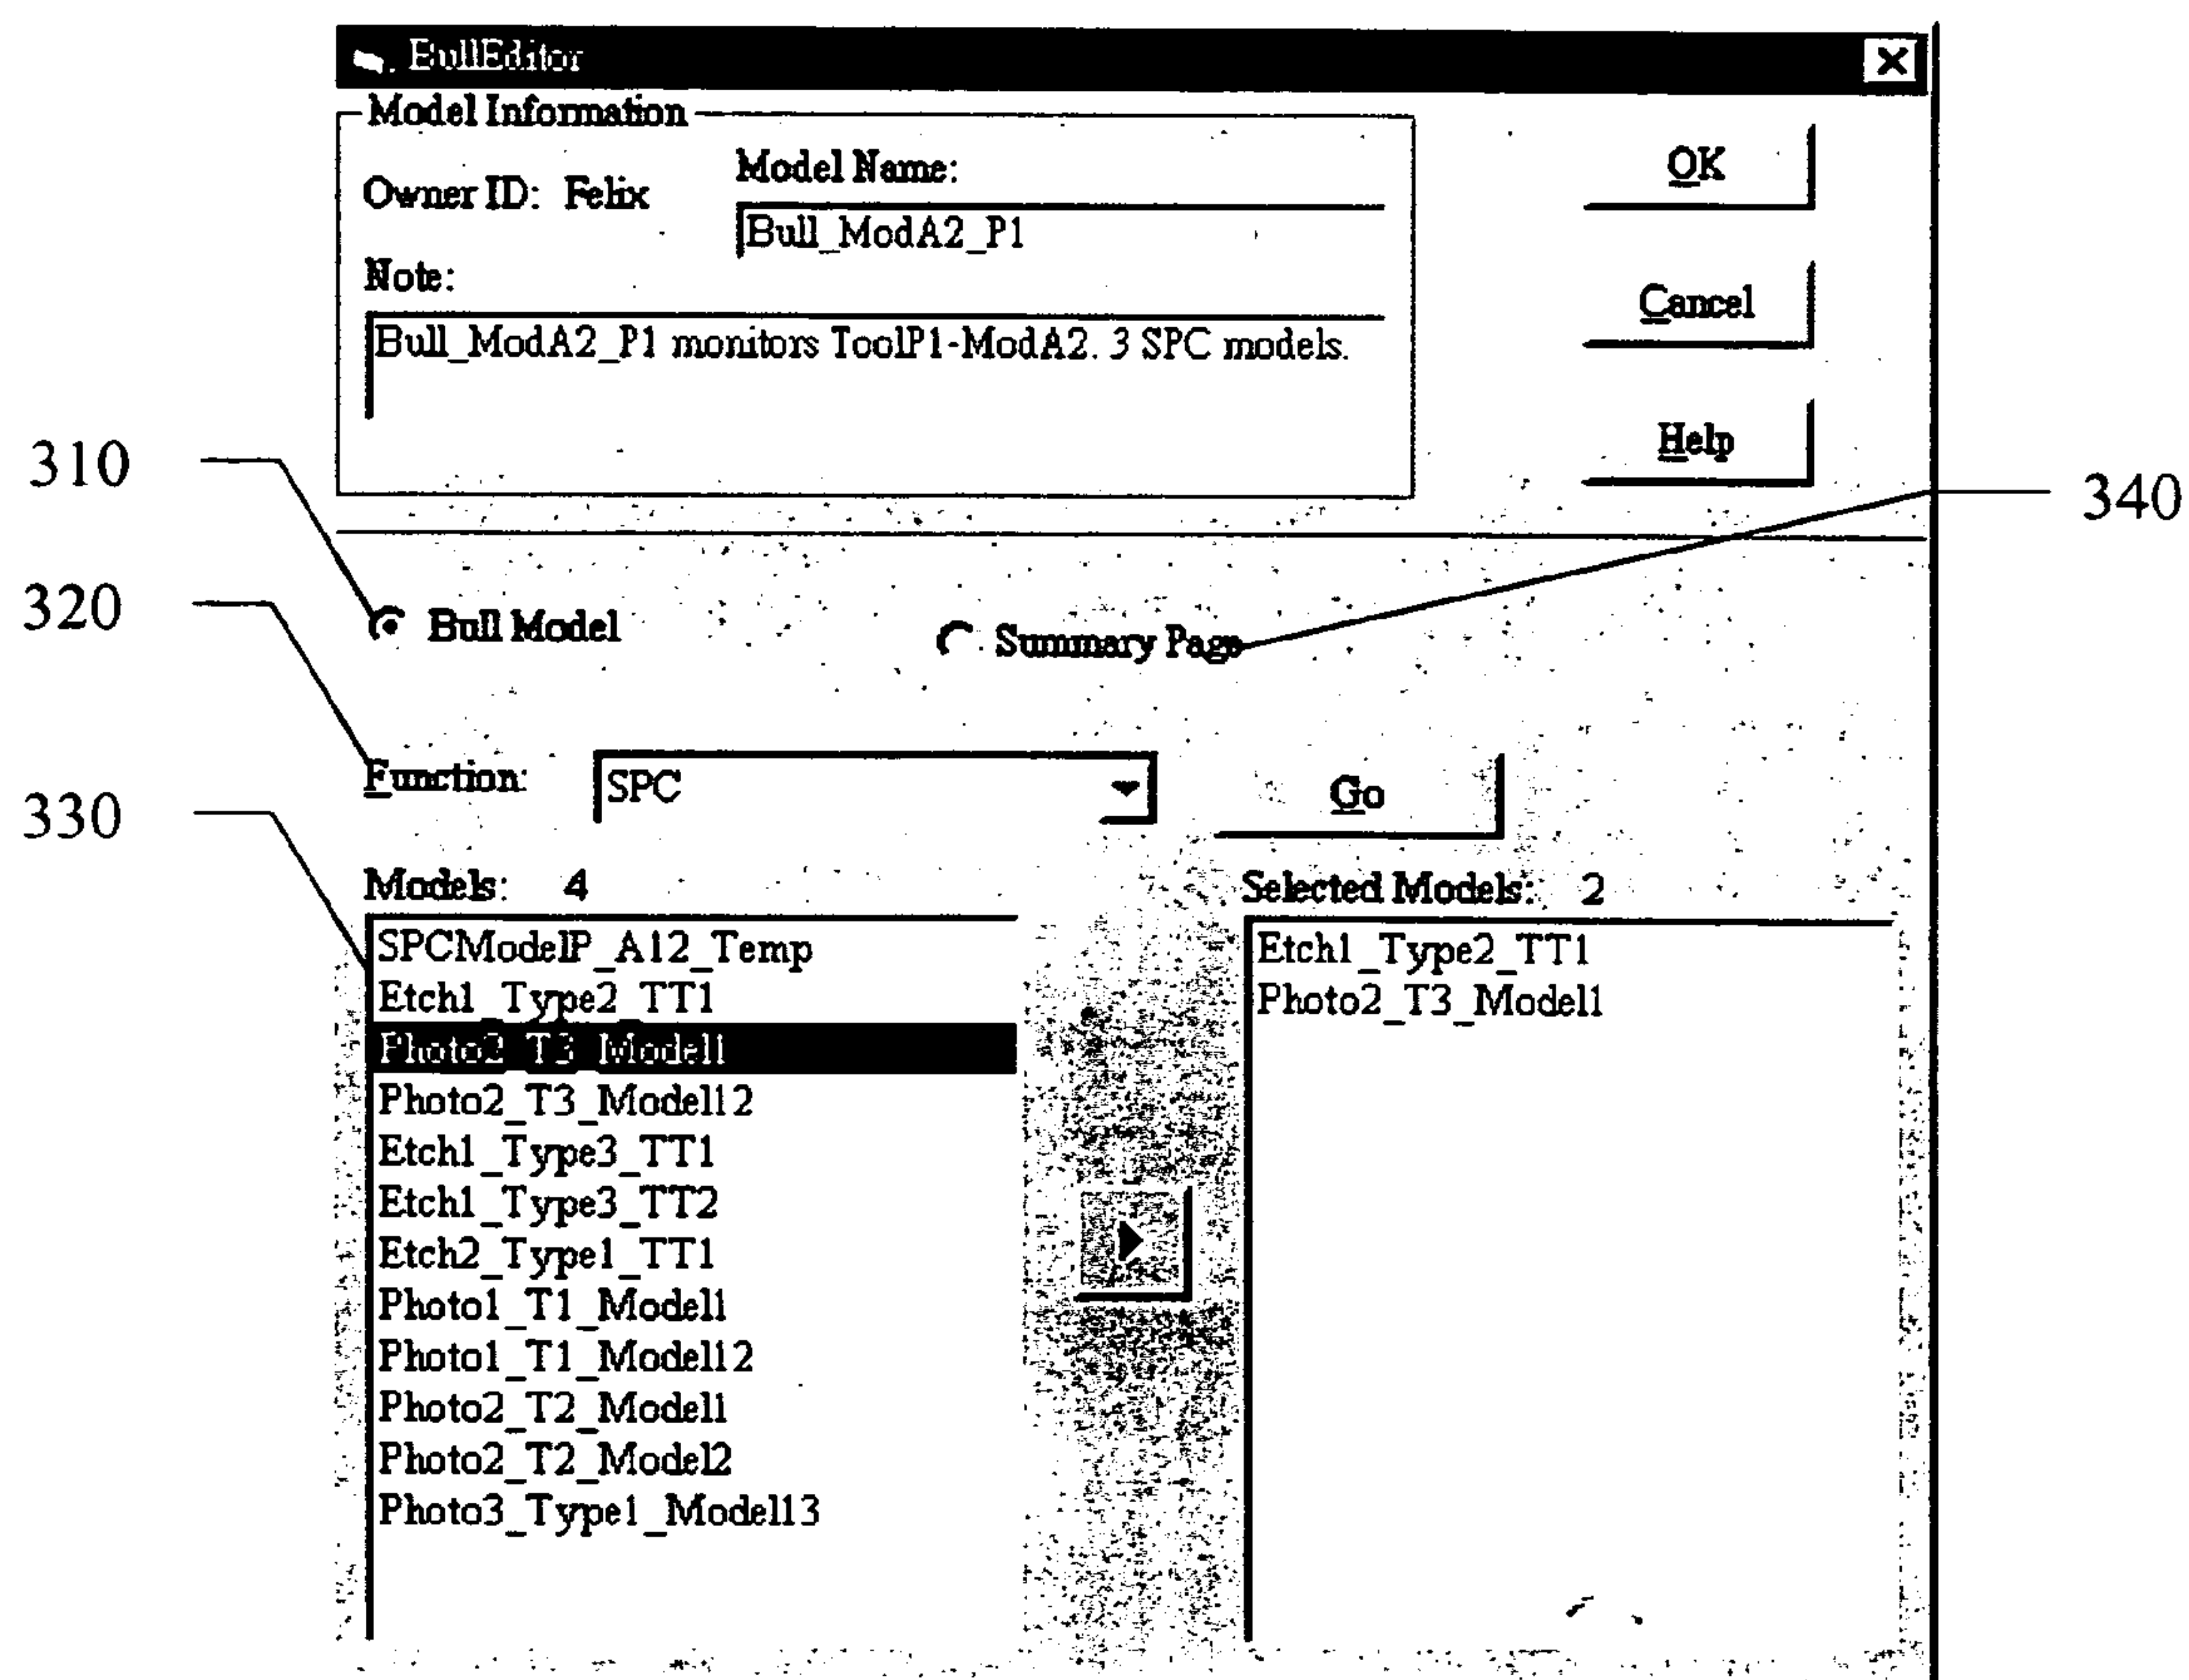 BullEditor
Model Information
Owner ID: Felix
Model Name:
Bull_ModA2_P1
Note:
Bull_ModA2_P1 monitors ToolP1-ModA2. 3 SPC models.
OK
Cancel
Help
310
340
320
Bull Model
Summary Page
330
Function:
SPC
Go
Models: 4
SPCModelP_A12_Temp
Etch1_Type2_TT1
Photo2_T3_Model1
Photo2_T3_Model12
Etch1_Type3_TT1
Etch1_Type3_TT2
Etch2_Type1_TT1
Photo1_T1_Model1
Photo1_T1_Model12
Photo2_T2_Model1
Photo2_T2_Model2
Photo3_Type1_Model13
Selected Models: 2
Etch1_Type2_TT1
Photo2_T3_Model1